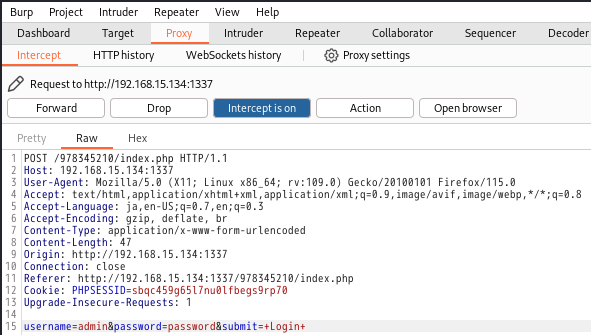 Burp Project Intruder Repeater View Help
Dashboard Target Proxy Intruder Repeater Collaborator Sequencer Decoder
Intercept HTTP history WebSockets history Proxy settings
Request to http://192.168.15.134:1337
Forward Drop Intercept is on Action Open browser
Pretty Raw Hex
1 POST /978345210/index.php HTTP/1.1
2 Host: 192.168.15.134:1337
3 User-Agent: Mozilla/5.0 (X11; Linux x86_64; rv:109.0) Gecko/20100101 Firefox/115.0
4 Accept: text/html,application/xhtml+xml,application/xml;q=0.9,image/avif,image/webp,*/*;q=0.8
5 Accept-Language: ja,en-US;q=0.7,en;q=0.3
6 Accept-Encoding: gzip, deflate, br
7 Content-Type: application/x-www-form-urlencoded
8 Content-Length: 47
9 Origin: http://192.168.15.134:1337
10 Connection: close
11 Referer: http://192.168.15.134:1337/978345210/index.php
12 Cookie: PHPSESSID=sbqc459g65l7nu0lfbegs9rp70
13 Upgrade-Insecure-Requests: 1
14
15 username=admin&password=password&submit=+Login+